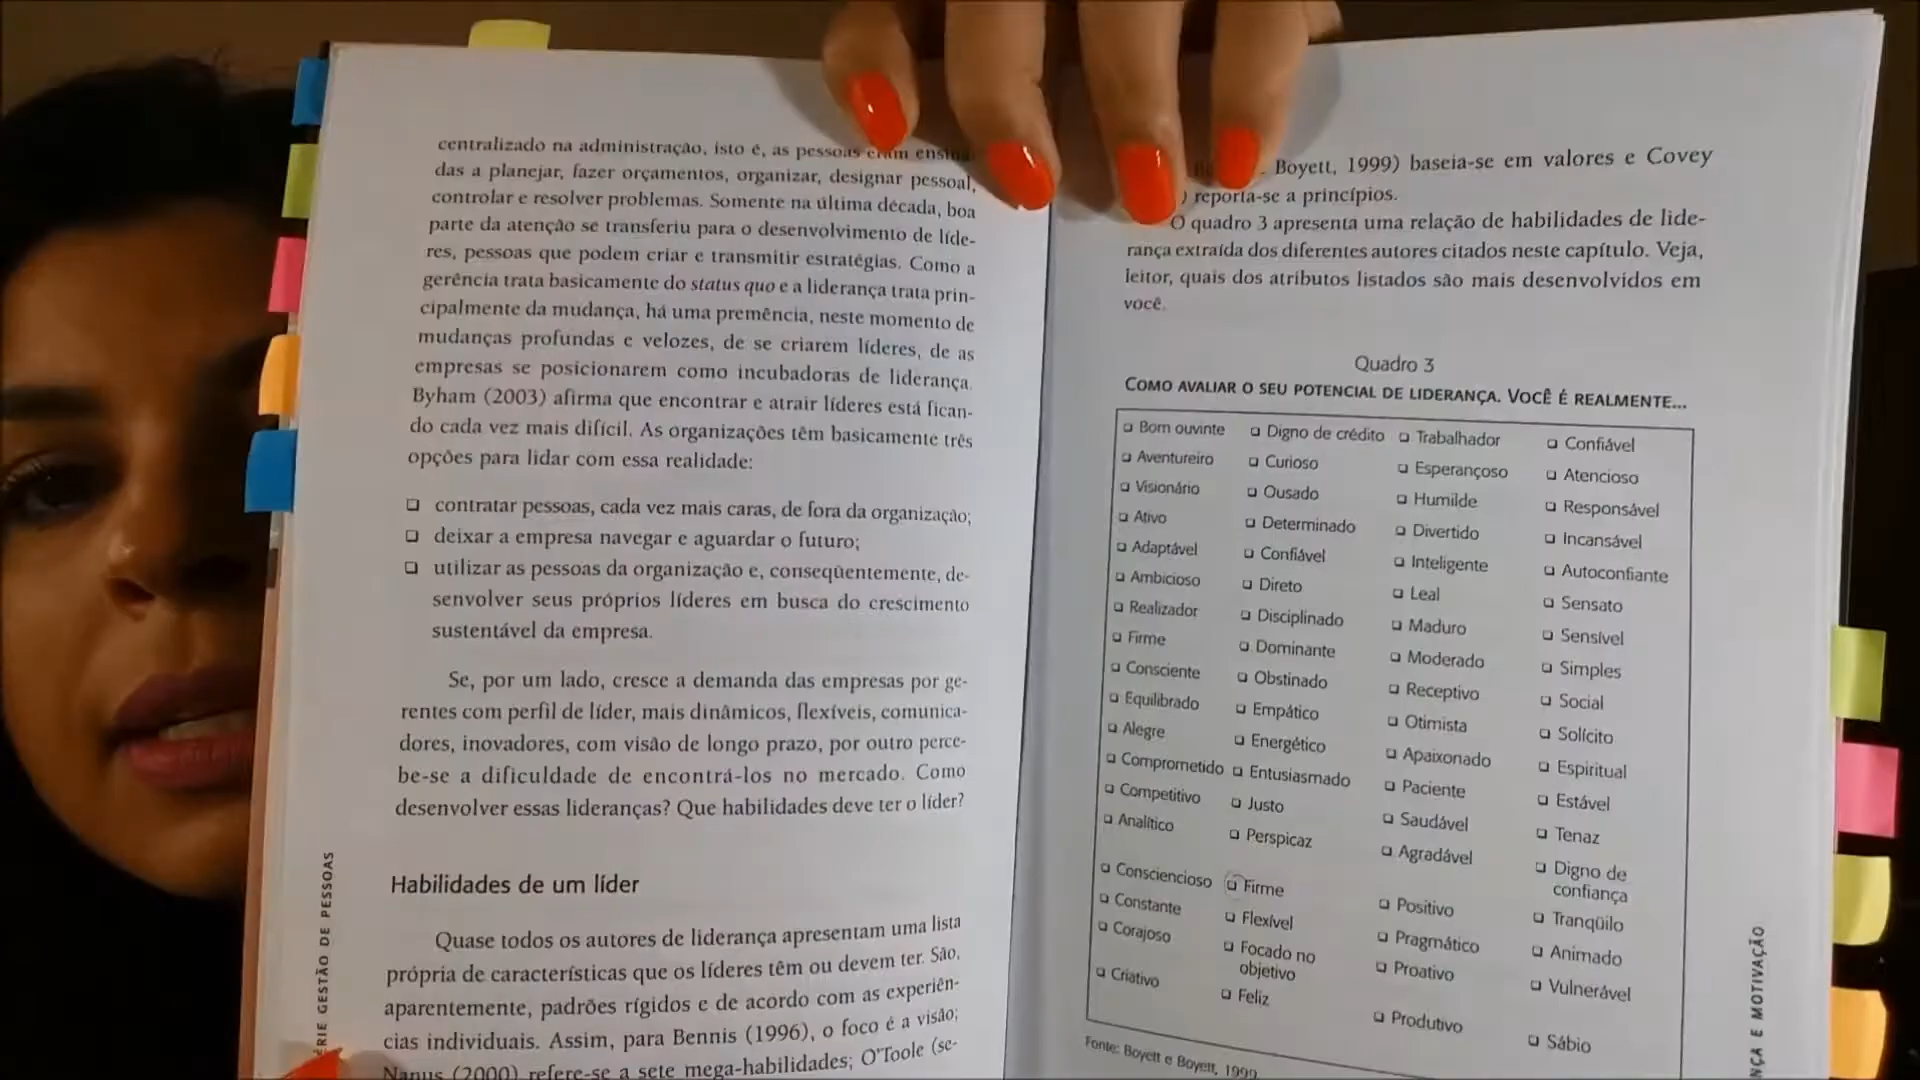 centralizado na administração, isto é, as pessoas eram
das a planejar, fazer orçamentos, organizar, designar pessoal,
controlar e resolver problemas. Somente na última década, boa
parte da atenção se transferiu para o desenvolvimento de líde-
res, pessoas que podem criar e transmitir estratégias. Como a
gerência trata basicamente do status quo e a liderança trata prin-
cipalmente da mudança, há uma premência, neste momento de
mudanças profundas e velozes, de se criarem líderes, de as
empresas se posicionarem como incubadoras de liderança.
Byham (2003) afirma que encontrar e atrair líderes está fican-
do cada vez mais difícil. As organizações têm basicamente três
opções para lidar com essa realidade:
❑ contratar pessoas, cada vez mais caras, de fora da organização;
❑ deixar a empresa navegar e aguardar o futuro;
❑ utilizar as pessoas da organização e, conseqüentemente, de-
senvolver seus próprios líderes em busca do crescimento
sustentável da empresa.
Se, por um lado, cresce a demanda das empresas por ge-
rentes com perfil de líder, mais dinâmicos, flexíveis, comunica-
dores, inovadores, com visão de longo prazo, por outro perce-
be-se a dificuldade de encontrá-los no mercado. Como
desenvolver essas lideranças? Que habilidades deve ter o líder?
Habilidades de um líder
Quase todos os autores de liderança apresentam uma lista
própria de características que os líderes têm ou devem ter. São,
aparentemente, padrões rígidos e de acordo com as experiên-
cias individuais. Assim, para Bennis (1996), o foco é a visão;
Nanus (2000) refere-se a sete mega-habilidades; O'Toole (se-
ÉRIE GESTÃO DE PESSOAS
Boyett, 1999) baseia-se em valores e Covey
) reporta-se a princípios.
O quadro 3 apresenta uma relação de habilidades de lide-
rança extraída dos diferentes autores citados neste capítulo. Veja,
leitor, quais dos atributos listados são mais desenvolvidos em
você.
Quadro 3
COMO AVALIAR O SEU POTENCIAL DE LIDERANÇA. VOCÊ É REALMENTE...
❑ Bom ouvinte
❑ Aventureiro
❑ Visionário
❑ Ativo
❑ Adaptável
❑ Ambicioso
❑ Realizador
❑ Firme
❑ Consciente
❑ Equilibrado
❑ Alegre
❑ Comprometido
❑ Competitivo
❑ Analítico
❑ Consciencioso
❑ Constante
❑ Corajoso
❑ Criativo
❑ Digno de crédito
❑ Curioso
❑ Ousado
❑ Determinado
❑ Confiável
❑ Direto
❑ Disciplinado
❑ Dominante
❑ Obstinado
❑ Empático
❑ Energético
❑ Entusiasmado
❑ Justo
❑ Perspicaz
❑ Firme
❑ Flexível
❑ Focado no
objetivo
❑ Feliz
❑ Trabalhador
❑ Esperançoso
❑ Humilde
❑ Divertido
❑ Inteligente
❑ Leal
❑ Maduro
❑ Moderado
❑ Receptivo
❑ Otimista
❑ Apaixonado
❑ Paciente
❑ Saudável
❑ Agradável
❑ Positivo
❑ Pragmático
❑ Proativo
❑ Produtivo
❑ Confiável
❑ Atencioso
❑ Responsável
❑ Incansável
❑ Autoconfiante
❑ Sensato
❑ Sensível
❑ Simples
❑ Social
❑ Solícito
❑ Espiritual
❑ Estável
❑ Tenaz
❑ Digno de
confiança
❑ Tranqüilo
❑ Animado
❑ Vulnerável
❑ Sábio
Fonte: Boyett e Boyett, 1999.
NÇA E MOTIVAÇÃO